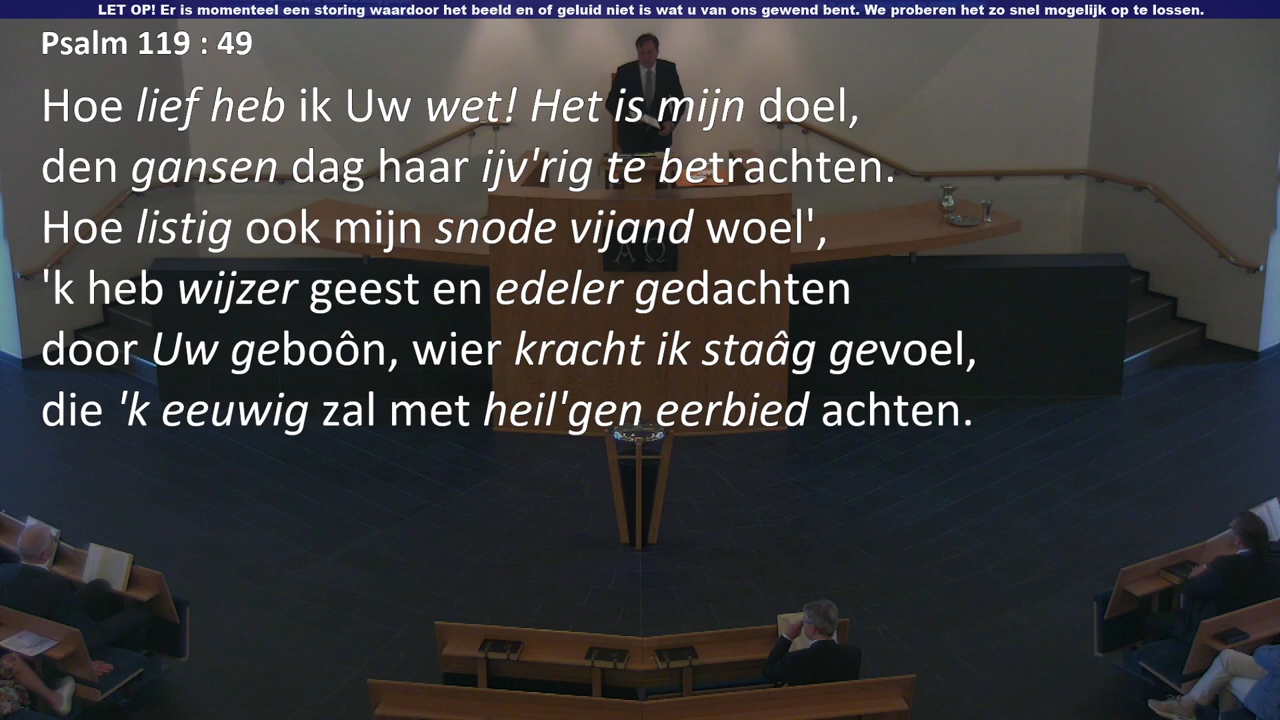 LET OP! Er is momenteel een storing waardoor het beeld en of geluid niet is wat u van ons gewend bent. We proberen het zo snel mogelijk op te lossen.
Psalm 119 : 49
Hoe lief heb ik Uw wet! Het is mijn doel,
den gansen dag haar ijv'rig te betrachten.
Hoe listig ook mijn snode vijand woel',
'k heb wijzer geest en edeler gedachten
door Uw geboôn, wier kracht ik staâg gevoel,
die 'k eeuwig zal met heil'gen eerbied achten.
ΑΩ